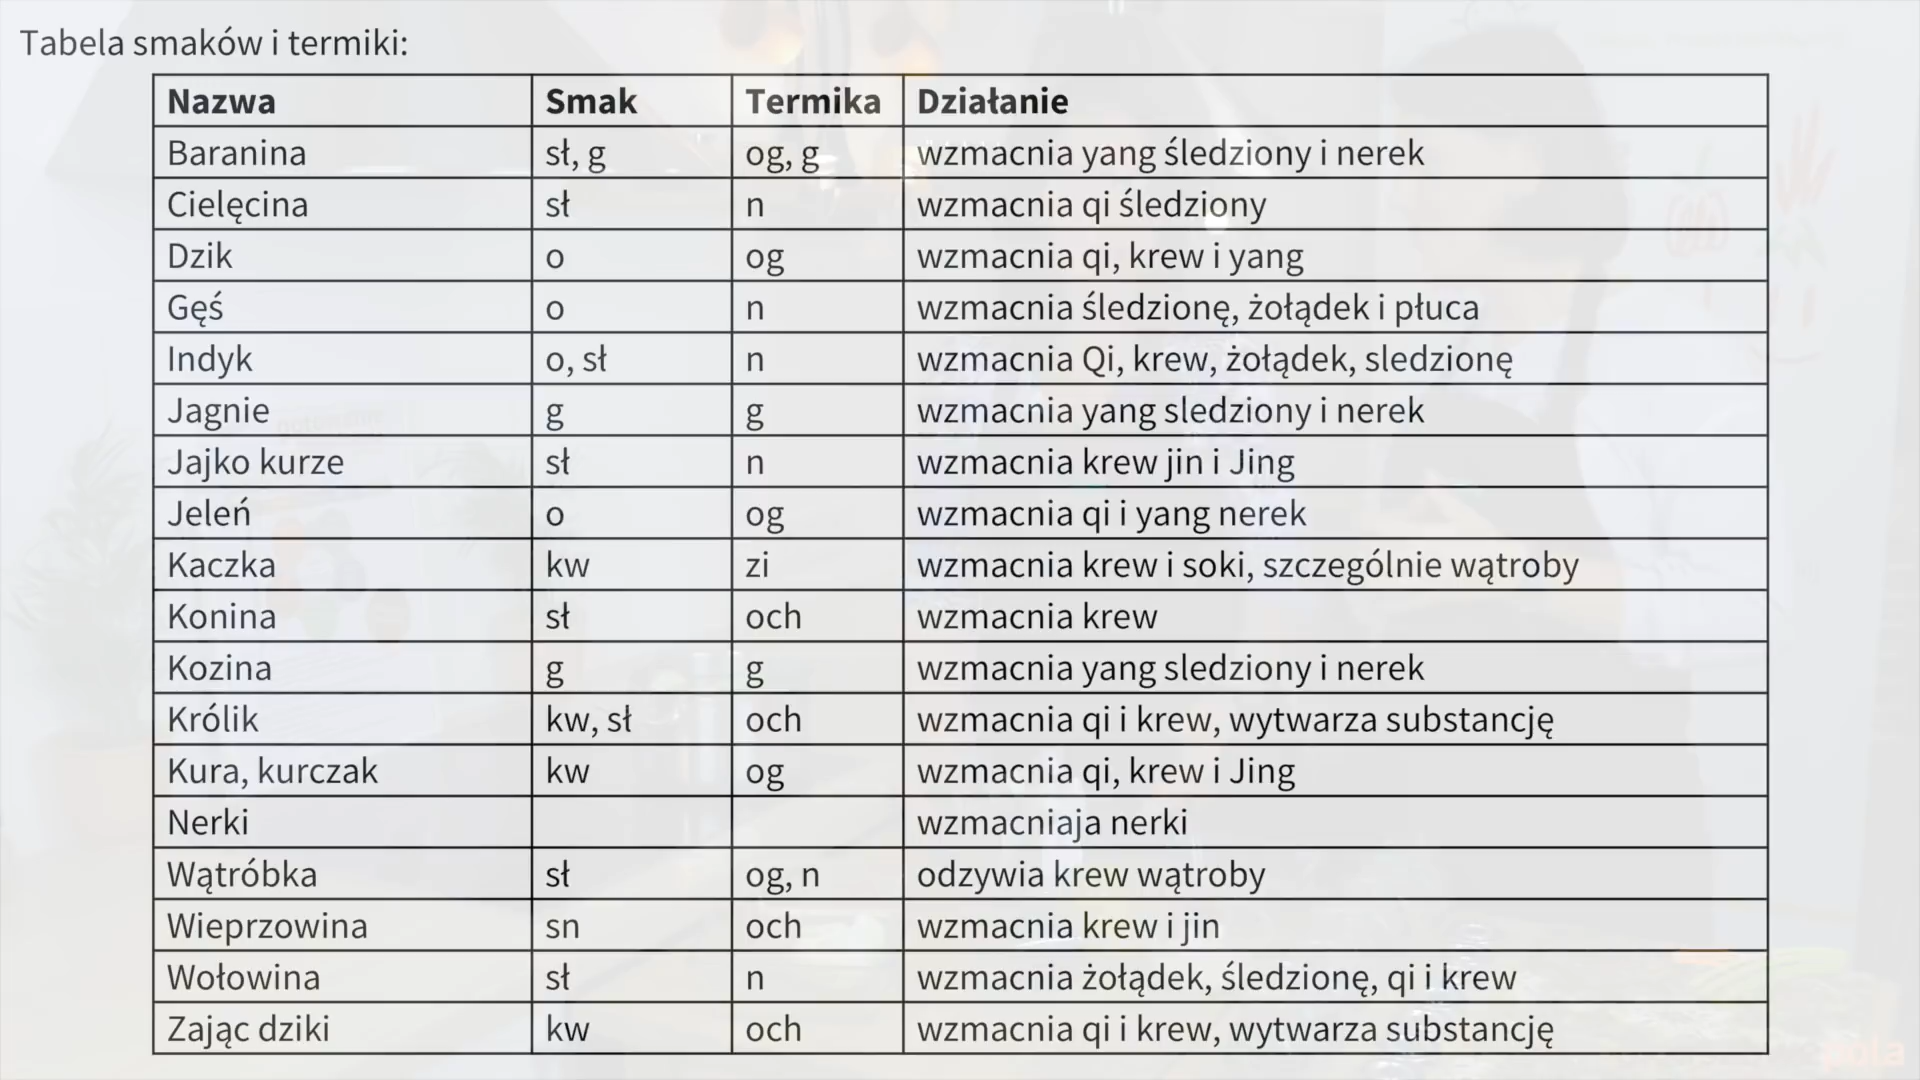 Tabela smaków i termiki:
Nazwa Smak Termika Działanie
Baranina sł, g og, g wzmacnia yang śledziony i nerek
Cielęcina sł n wzmacnia qi śledziony
Dzik o og wzmacnia qi, krew i yang
Gęś o n wzmacnia śledzionę, żołądek i płuca
Indyk o, sł n wzmacnia Qi, krew, żołądek, sledzionę
Jagnie g g wzmacnia yang sledziony i nerek
Jajko kurze sł n wzmacnia krew jin i Jing
Jeleń o og wzmacnia qi i yang nerek
Kaczka kw zi wzmacnia krew i soki, szczególnie wątroby
Konina sł och wzmacnia krew
Kozina g g wzmacnia yang sledziony i nerek
Królik kw, sł och wzmacnia qi i krew, wytwarza substancję
Kura, kurczak kw og wzmacnia qi, krew i Jing
Nerki wzmacniaja nerki
Wątróbka sł og, n odzywia krew wątroby
Wieprzowina sn och wzmacnia krew i jin
Wołowina sł n wzmacnia żołądek, śledzionę, qi i krew
Zając dziki kw och wzmacnia qi i krew, wytwarza substancję